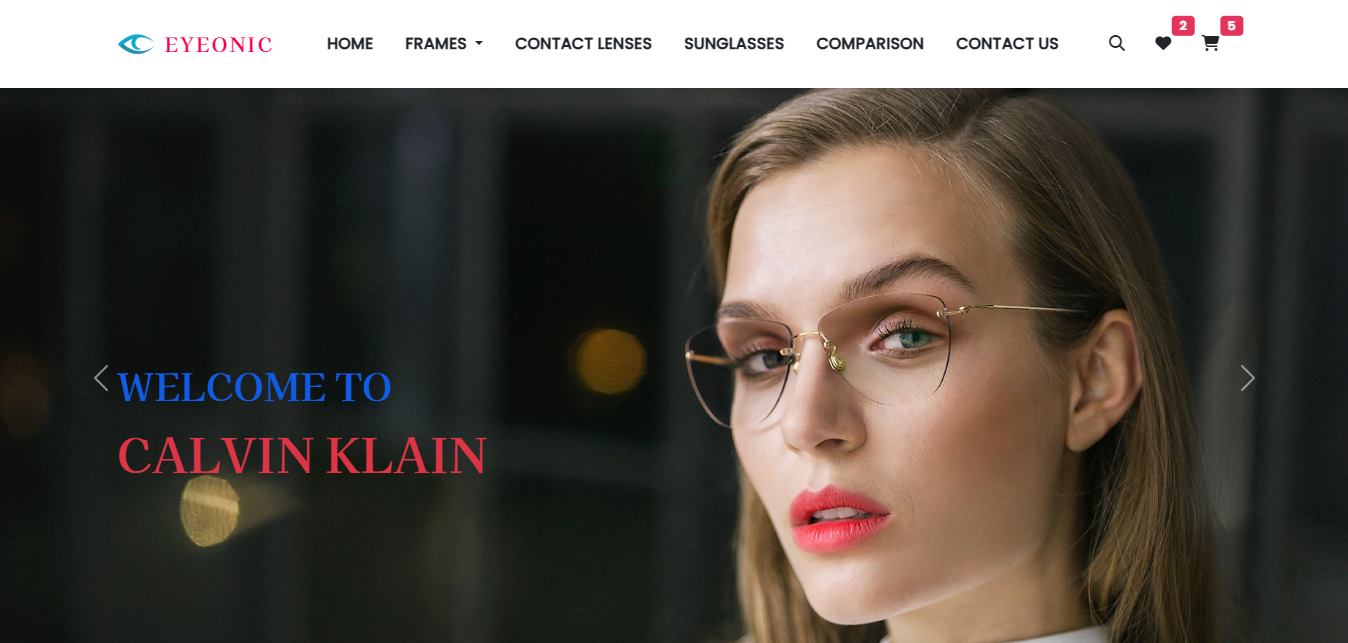 EYEONIC
HOME FRAMES CONTACT LENSES SUNGLASSES COMPARISON CONTACT US 2 5
WELCOME TO
CALVIN KLAIN